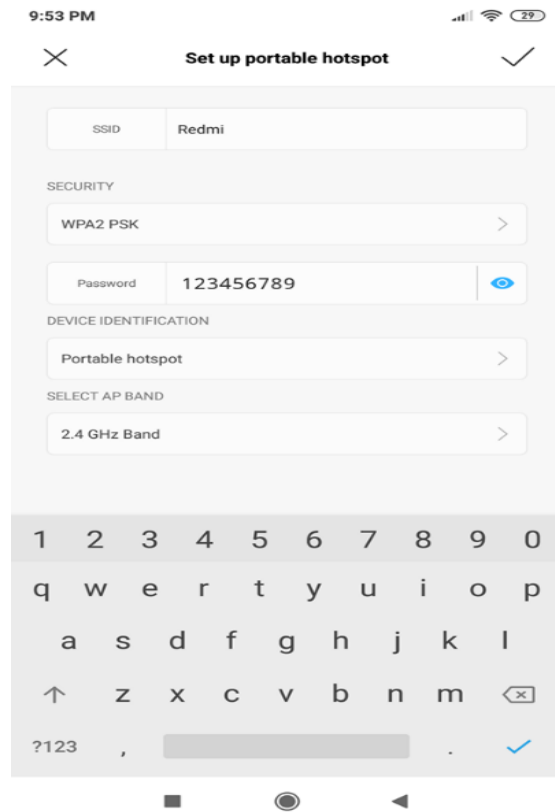 9:53 PM 29
Set up portable hotspot
SSID Redmi
SECURITY
WPA2 PSK
Password 123456789
DEVICE IDENTIFICATION
Portable hotspot
SELECT AP BAND
2.4 GHz Band
1 2 3 4 5 6 7 8 9 0
q w e r t y u i o p
a s d f g h j k l
z x c v b n m
?123 , .